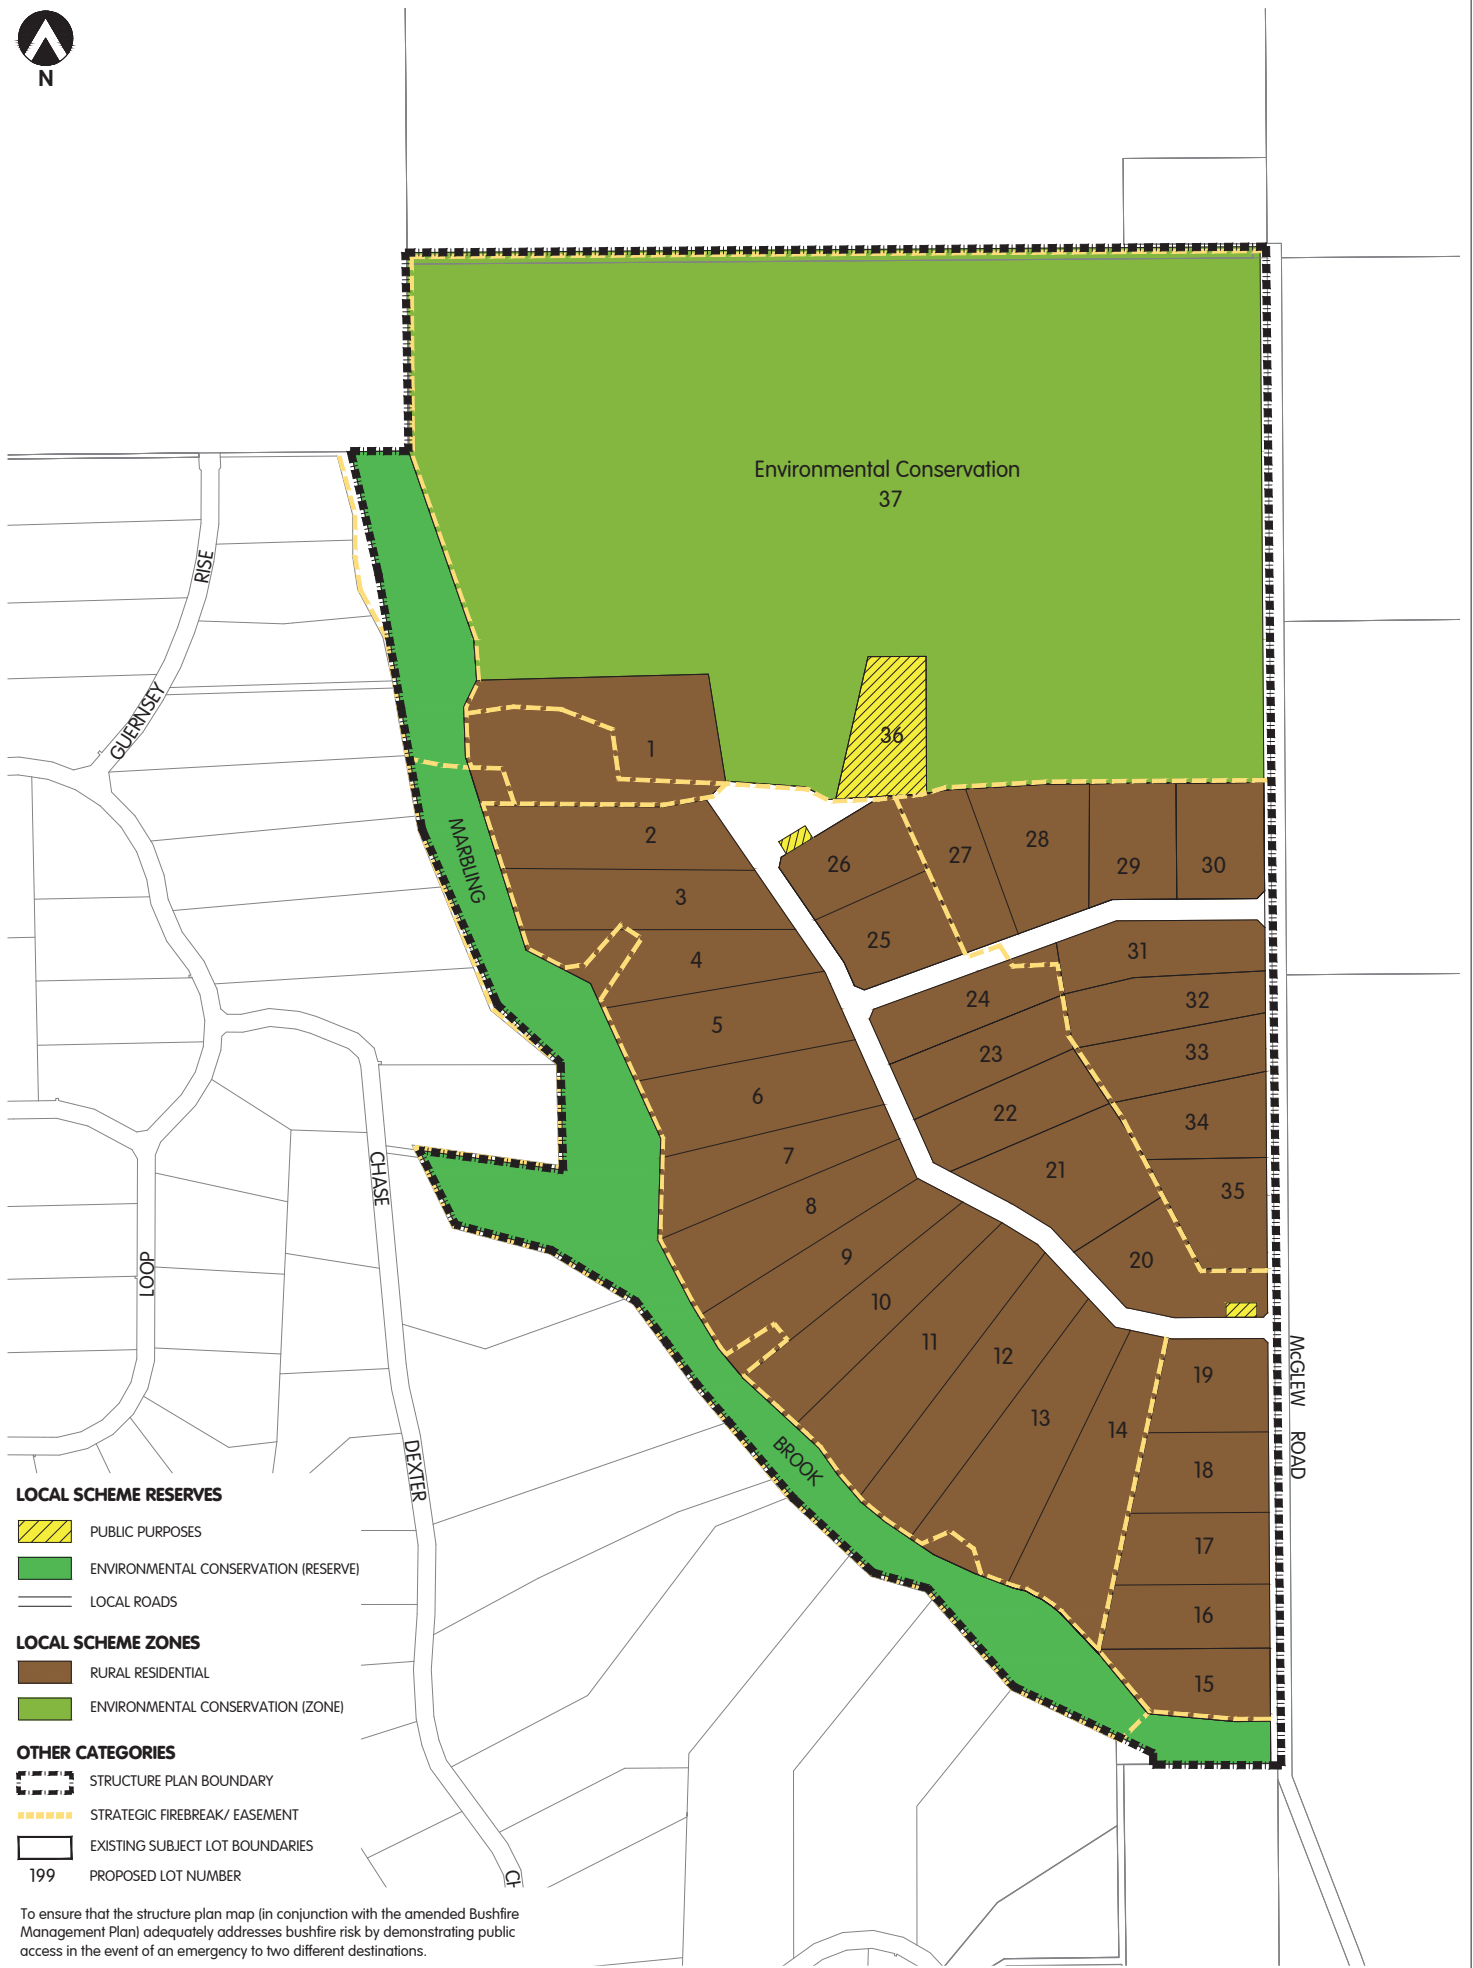 N
Environmental Conservation
37
RISE
GUERNSEY
36
1
2
MARBLING
26
27
28
29
30
3
25
4
31
24
32
5
23
33
6
22
34
7
21
35
CHASE
8
20
9
LOOP
10
11
12
McGLEW ROAD
19
13
14
BROOK
18
DEXTER
17
16
15
CH
LOCAL SCHEME RESERVES
PUBLIC PURPOSES
ENVIRONMENTAL CONSERVATION (RESERVE)
LOCAL ROADS
LOCAL SCHEME ZONES
RURAL RESIDENTIAL
ENVIRONMENTAL CONSERVATION (ZONE)
OTHER CATEGORIES
STRUCTURE PLAN BOUNDARY
STRATEGIC FIREBREAK/ EASEMENT
EXISTING SUBJECT LOT BOUNDARIES
199 PROPOSED LOT NUMBER
To ensure that the structure plan map (in conjunction with the amended Bushfire
Management Plan) adequately addresses bushfire risk by demonstrating public
access in the event of an emergency to two different destinations.